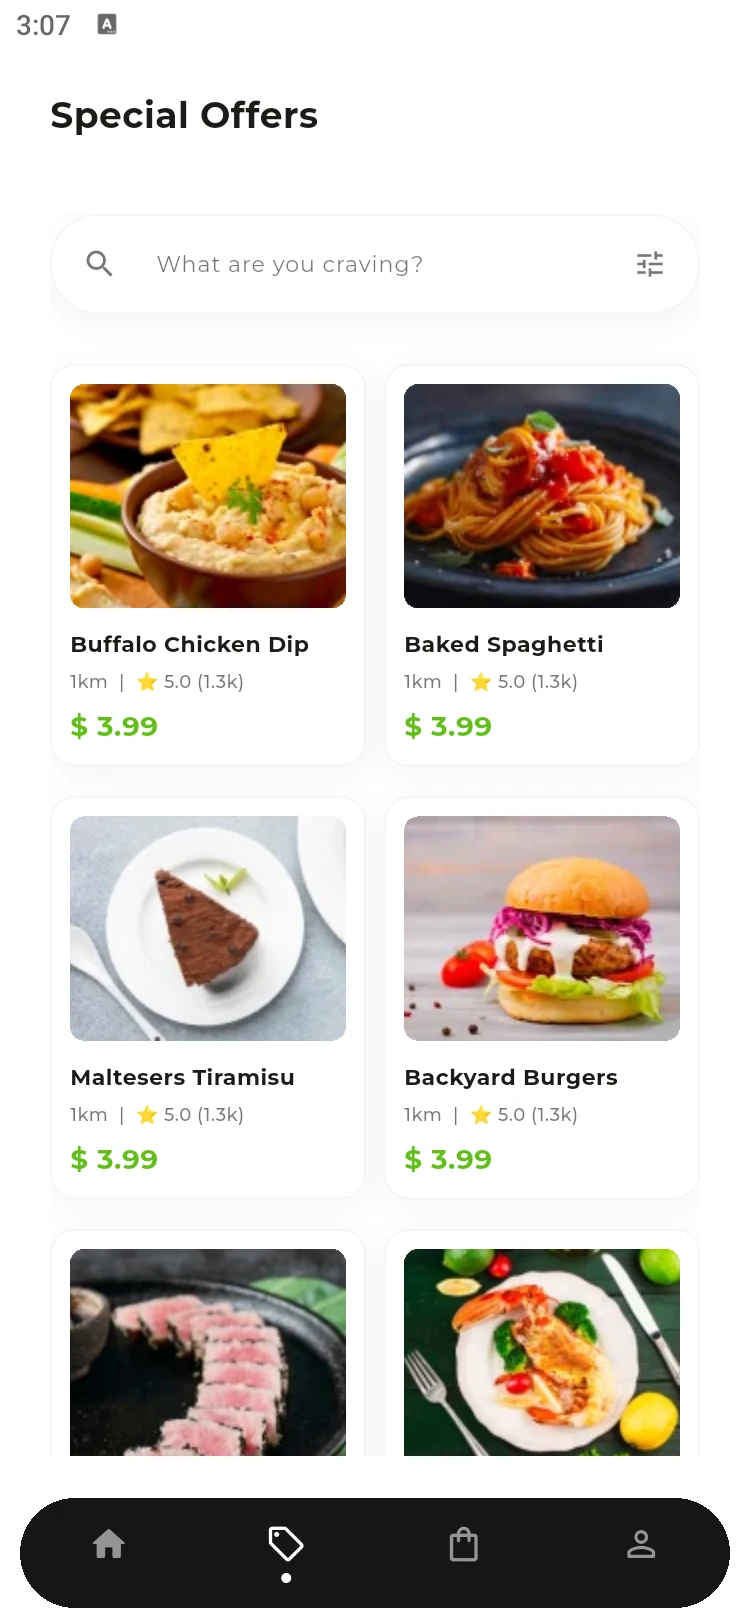 3:07
Special Offers
What are you craving?
Buffalo Chicken Dip
1km | ⭐ 5.0 (1.3k)
$ 3.99
Baked Spaghetti
1km | ⭐ 5.0 (1.3k)
$ 3.99
Maltesers Tiramisu
1km | ⭐ 5.0 (1.3k)
$ 3.99
Backyard Burgers
1km | ⭐ 5.0 (1.3k)
$ 3.99